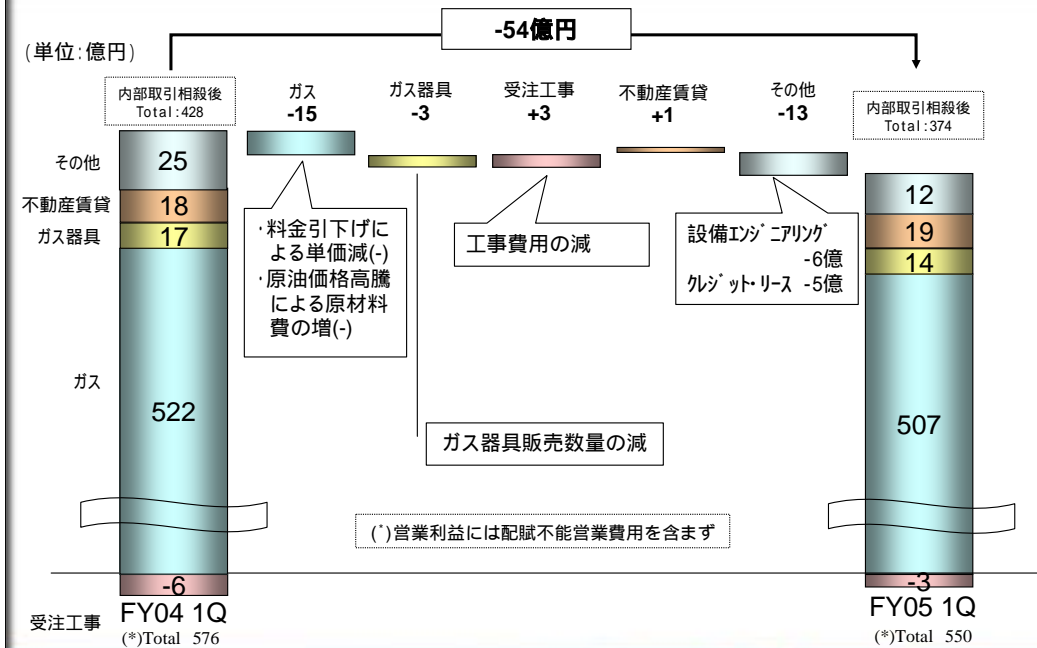 -54億円
(単位:億円)
内部取引相殺後
Total:428
ガス
-15
ガス器具
-3
受注工事
+3
不動産賃貸
+1
その他
-13
内部取引相殺後
Total:374
その他
不動産賃貸
ガス器具
ガス
受注工事
25
18
17
522
-6
・料金引下げに
よる単価減(-)
・原油価格高騰
による原材料
費の増(-)
工事費用の減
設備エンジニアリング
-6億
クレジット・リース -5億
ガス器具販売数量の減
12
19
14
507
-3
(*)営業利益には配賦不能営業費用を含まず
FY04 1Q
(*)Total 576
FY05 1Q
(*)Total 550